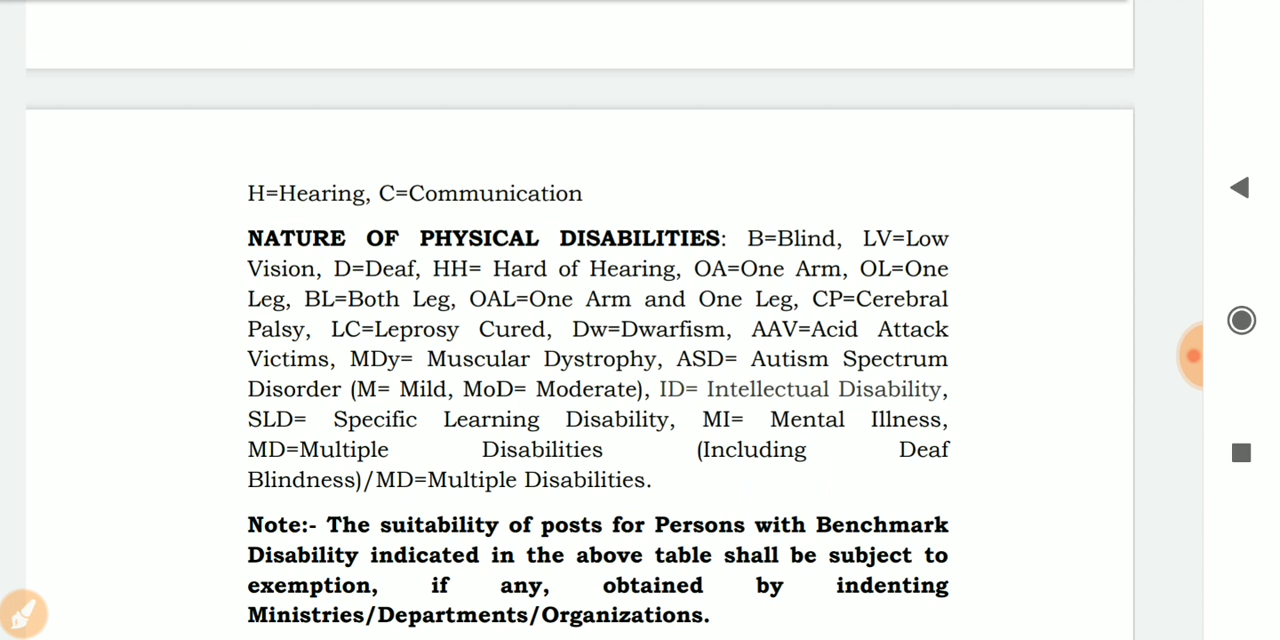 H=Hearing, C=Communication
NATURE OF PHYSICAL DISABILITIES: B=Blind, LV=Low
Vision, D=Deaf, HH= Hard of Hearing, OA=One Arm, OL=One
Leg, BL=Both Leg, OAL=One Arm and One Leg, CP=Cerebral
Palsy, LC=Leprosy Cured, Dw=Dwarfism, AAV=Acid Attack
Victims, MDy= Muscular Dystrophy, ASD= Autism Spectrum
Disorder (M= Mild, MoD= Moderate), ID= Intellectual Disability,
SLD= Specific Learning Disability, MI= Mental Illness,
MD=Multiple Disabilities (Including Deaf
Blindness)/MD=Multiple Disabilities.
Note:- The suitability of posts for Persons with Benchmark
Disability indicated in the above table shall be subject to
exemption, if any, obtained by indenting
Ministries/Departments/Organizations.